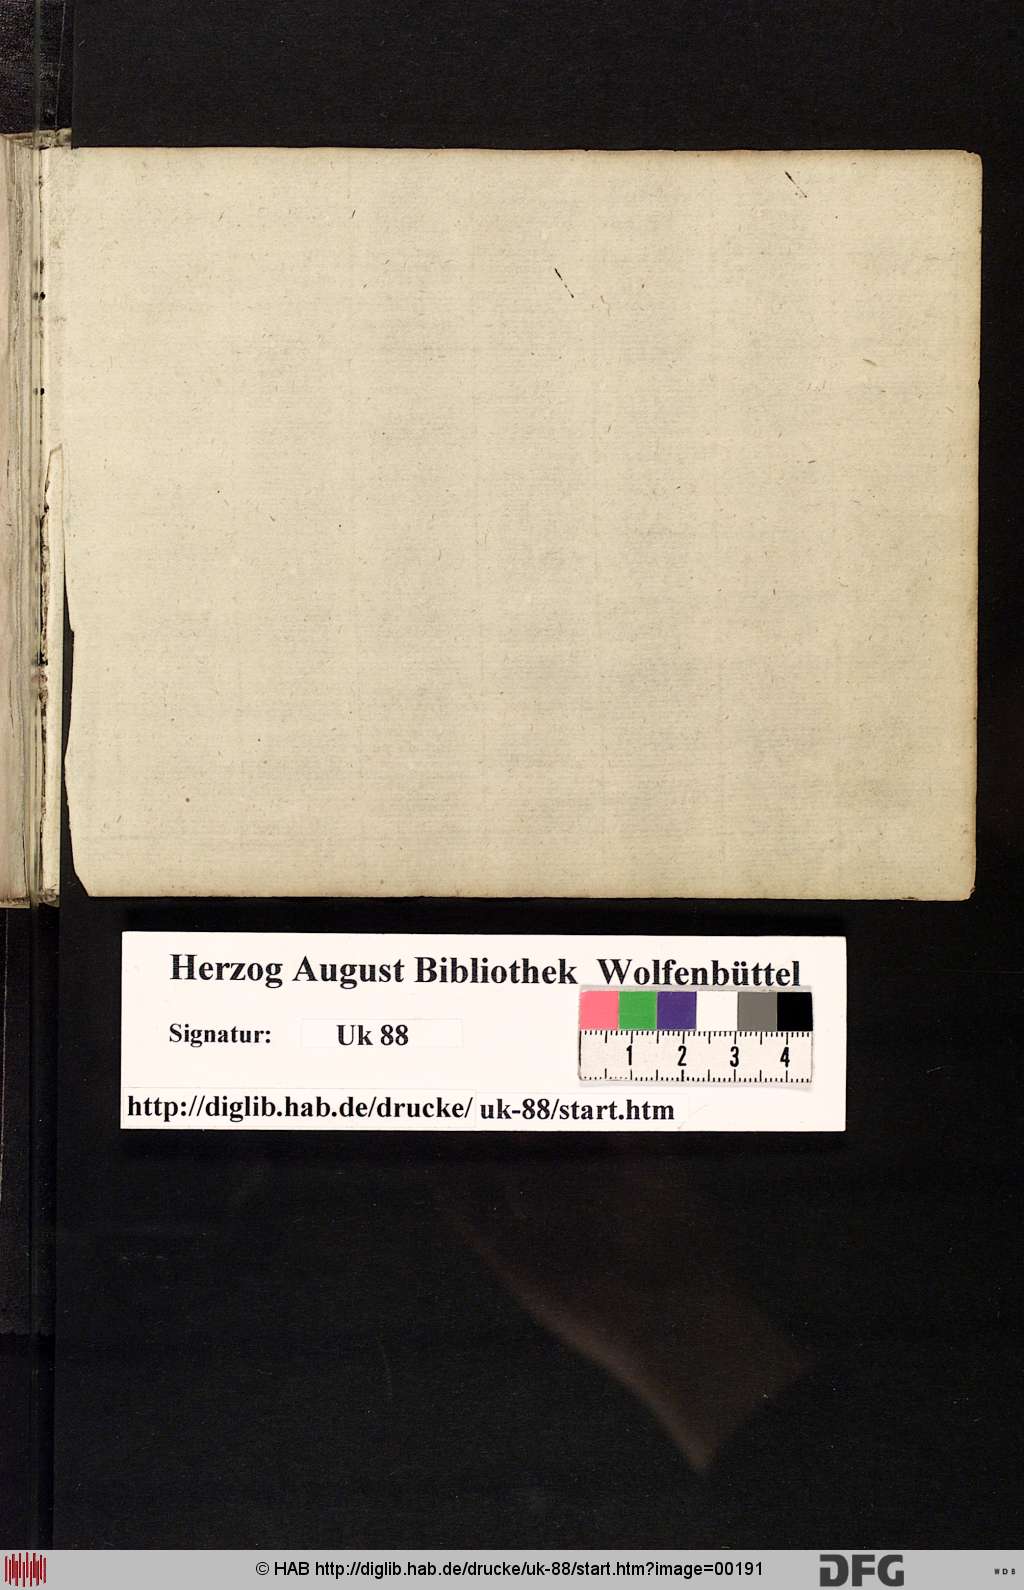 Herzog August Bibliothek Wolfenbüttel
Signatur: Uk 88
1 2 3 4
http://diglib.hab.de/drucke/ uk-88/start.htm
© HAB http://diglib.hab.de/drucke/uk-88/start.htm?image=00191
DFG
WDB